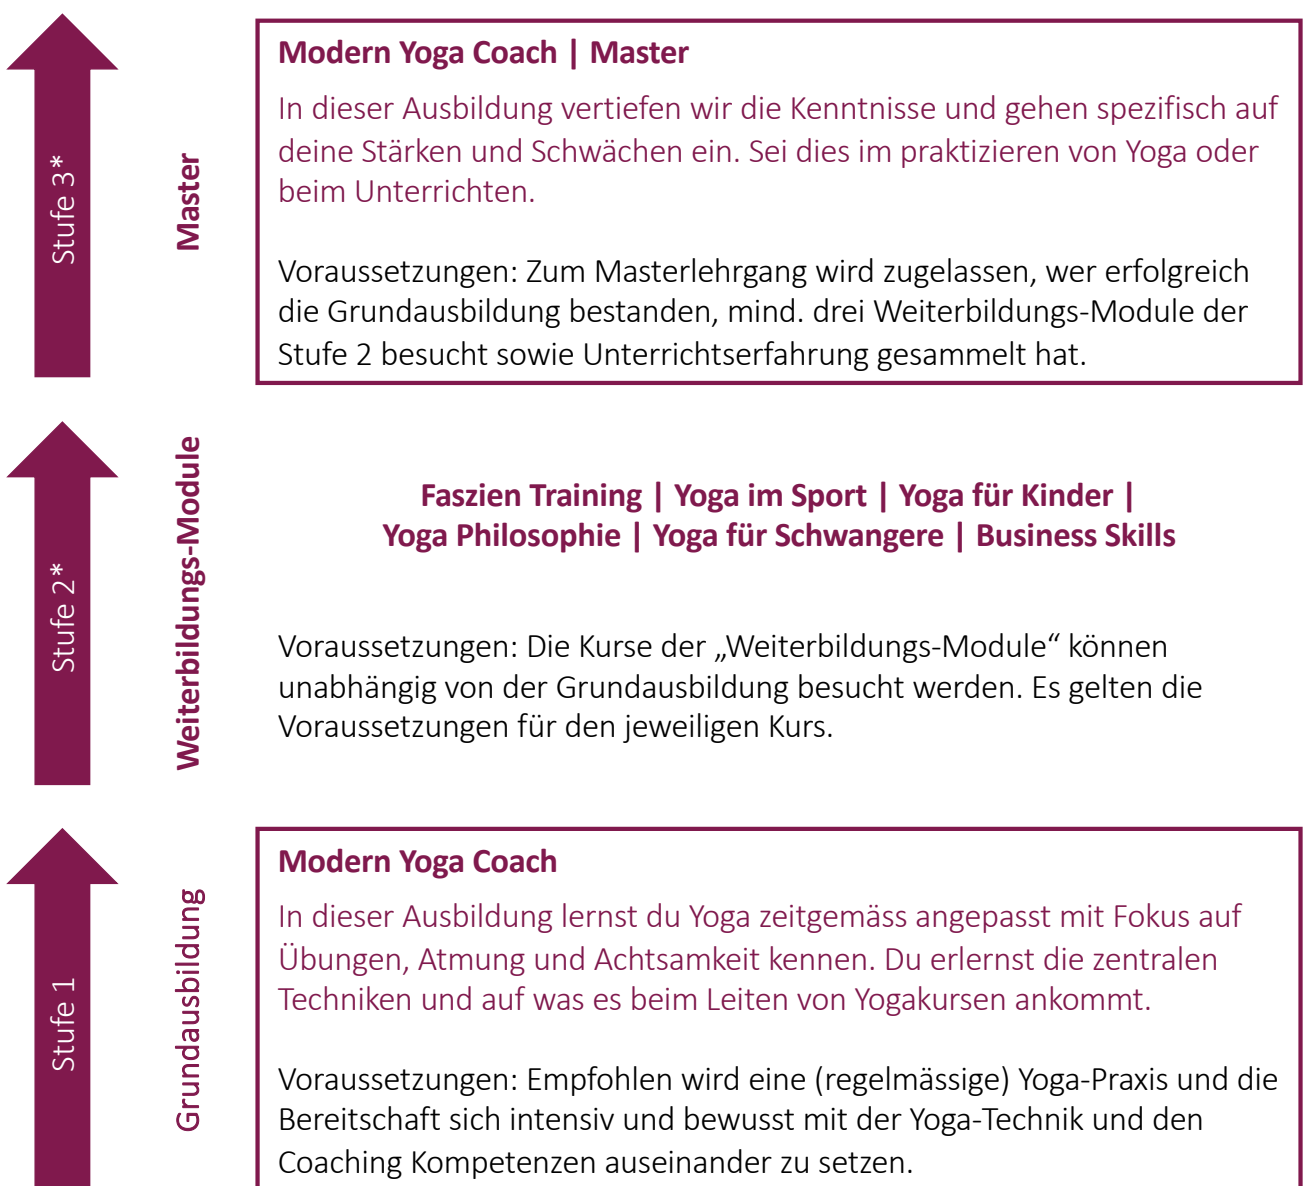 Stufe 3*
Master
Modern Yoga Coach | Master
In dieser Ausbildung vertiefen wir die Kenntnisse und gehen spezifisch auf
deine Stärken und Schwächen ein. Sei dies im praktizieren von Yoga oder
beim Unterrichten.
Voraussetzungen: Zum Masterlehrgang wird zugelassen, wer erfolgreich
die Grundausbildung bestanden, mind. drei Weiterbildungs-Module der
Stufe 2 besucht sowie Unterrichtserfahrung gesammelt hat.
Stufe 2*
Weiterbildungs-Module
Faszien Training | Yoga im Sport | Yoga für Kinder |
Yoga Philosophie | Yoga für Schwangere | Business Skills
Voraussetzungen: Die Kurse der „Weiterbildungs-Module“ können
unabhängig von der Grundausbildung besucht werden. Es gelten die
Voraussetzungen für den jeweiligen Kurs.
Stufe 1
Grundausbildung
Modern Yoga Coach
In dieser Ausbildung lernst du Yoga zeitgemäss angepasst mit Fokus auf
Übungen, Atmung und Achtsamkeit kennen. Du erlernst die zentralen
Techniken und auf was es beim Leiten von Yogakursen ankommt.
Voraussetzungen: Empfohlen wird eine (regelmässige) Yoga-Praxis und die
Bereitschaft sich intensiv und bewusst mit der Yoga-Technik und den
Coaching Kompetenzen auseinander zu setzen.